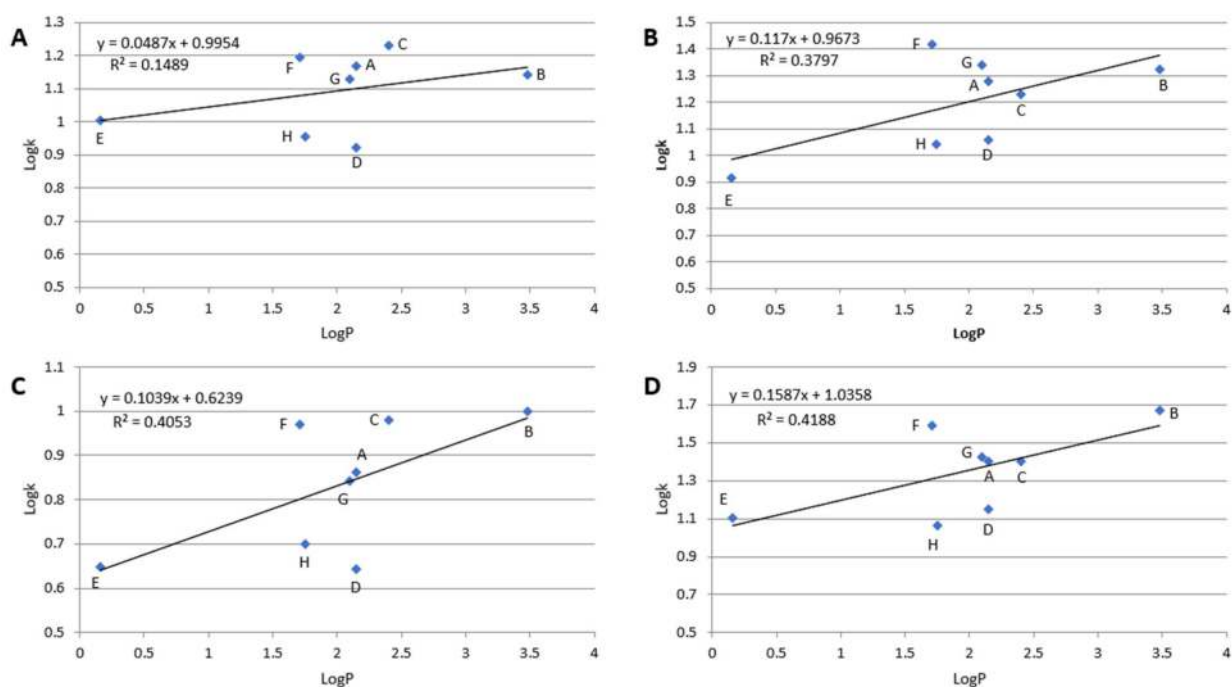 A
y = 0.0487x + 0.9954
R² = 0.1489
1.3
1.2
1.1
1
0.9
0.8
0.7
0.6
0.5
Logk
0 0.5 1 1.5 2 2.5 3 3.5 4
LogP
E
F
H
G
A
D
C
B
B
y = 0.117x + 0.9673
R² = 0.3797
1.5
1.4
1.3
1.2
1.1
1
0.9
0.8
0.7
0.6
0.5
Logk
0 0.5 1 1.5 2 2.5 3 3.5 4
LogP
E
F
H
G
A
D
C
B
C
y = 0.1039x + 0.6239
R² = 0.4053
1.1
1
0.9
0.8
0.7
0.6
0.5
Logk
0 0.5 1 1.5 2 2.5 3 3.5 4
LogP
E
F
H
G
A
D
C
B
D
y = 0.1587x + 1.0358
R² = 0.4188
1.9
1.7
1.5
1.3
1.1
0.9
0.7
0.5
Logk
0 0.5 1 1.5 2 2.5 3 3.5 4
LogP
E
F
H
G
A
D
C
B